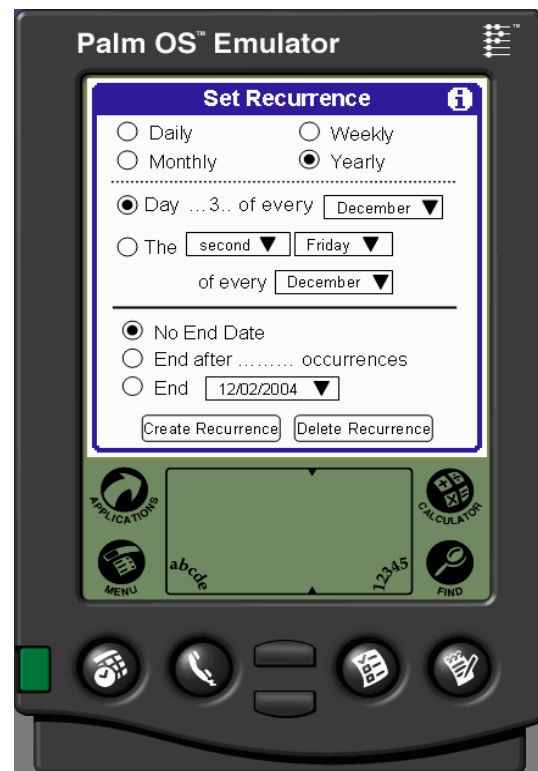 Palm OS™ Emulator
™
Set Recurrence
i
Daily Weekly
Monthly Yearly
Day ...3.. of every December
The second Friday
of every December
No End Date
End after ......... occurrences
End 12/02/2004
Create Recurrence Delete Recurrence
APPLICATIONS CALCULATOR
MENU abcde 12345 FIND